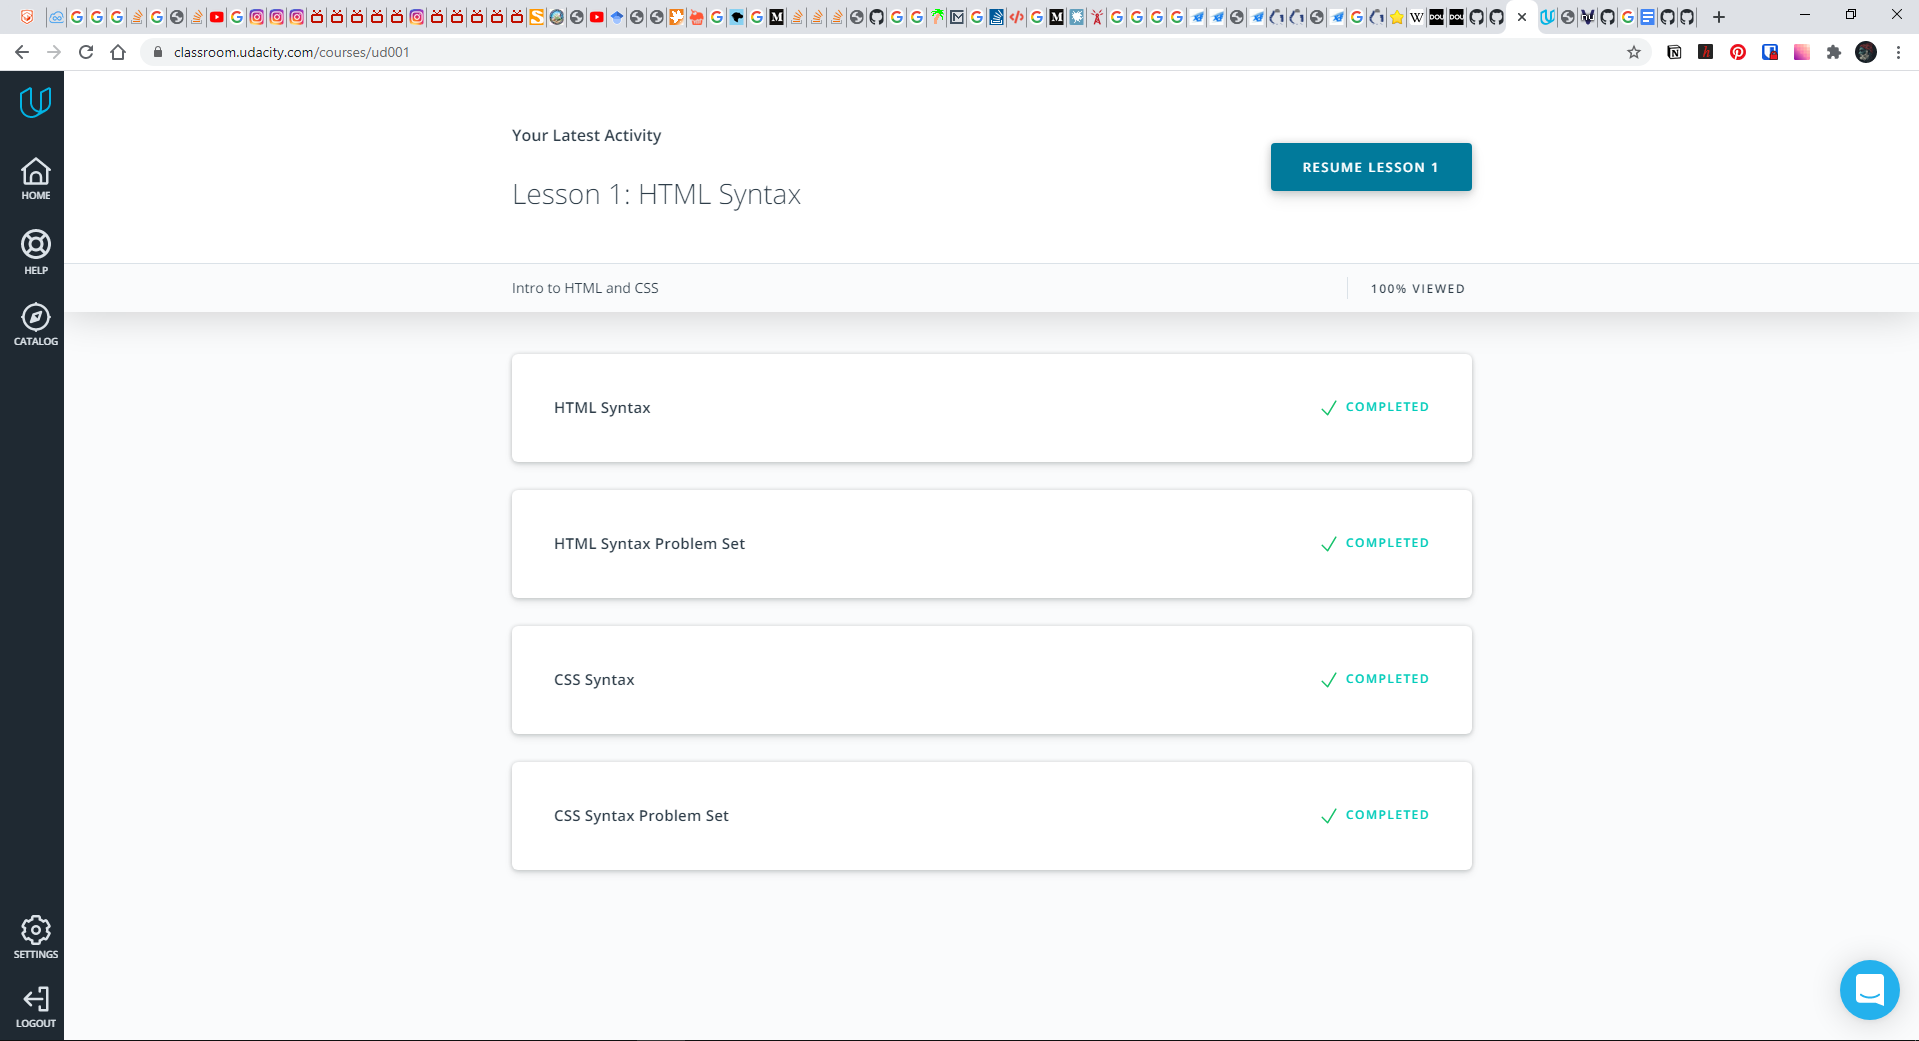 classroom.udacity.com/courses/ud001
HOME
HELP
CATALOG
SETTINGS
LOGOUT
Your Latest Activity
RESUME LESSON 1
Lesson 1: HTML Syntax
Intro to HTML and CSS
100% VIEWED
HTML Syntax
COMPLETED
HTML Syntax Problem Set
COMPLETED
CSS Syntax
COMPLETED
CSS Syntax Problem Set
COMPLETED